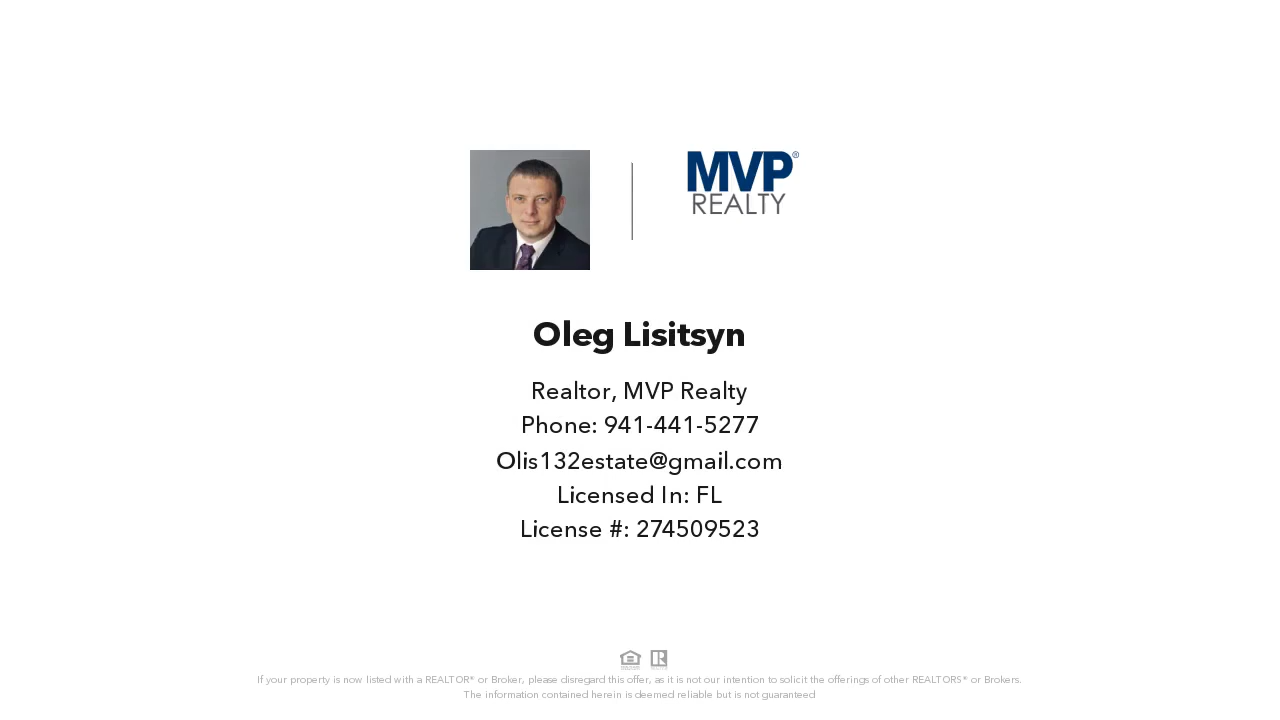 MVP®
REALTY
Oleg Lisitsyn
Realtor, MVP Realty
Phone: 941-441-5277
Olis132estate@gmail.com
Licensed In: FL
License #: 274509523
If your property is now listed with a REALTOR® or Broker, please disregard this offer, as it is not our intention to solicit the offerings of other REALTORS® or Brokers.
The information contained herein is deemed reliable but is not guaranteed